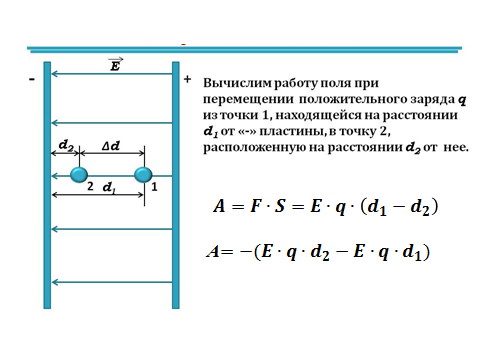 E
- +
Вычислим работу поля при
перемещении положительного заряда q
из точки 1, находящейся на расстоянии
d₁ от «-» пластины, в точку 2,
расположенную на расстоянии d₂ от нее.
d₂ Δd
2 d₁ 1
A = F · S = E · q · (d₁ − d₂)
A= −(E · q · d₂ − E · q · d₁)